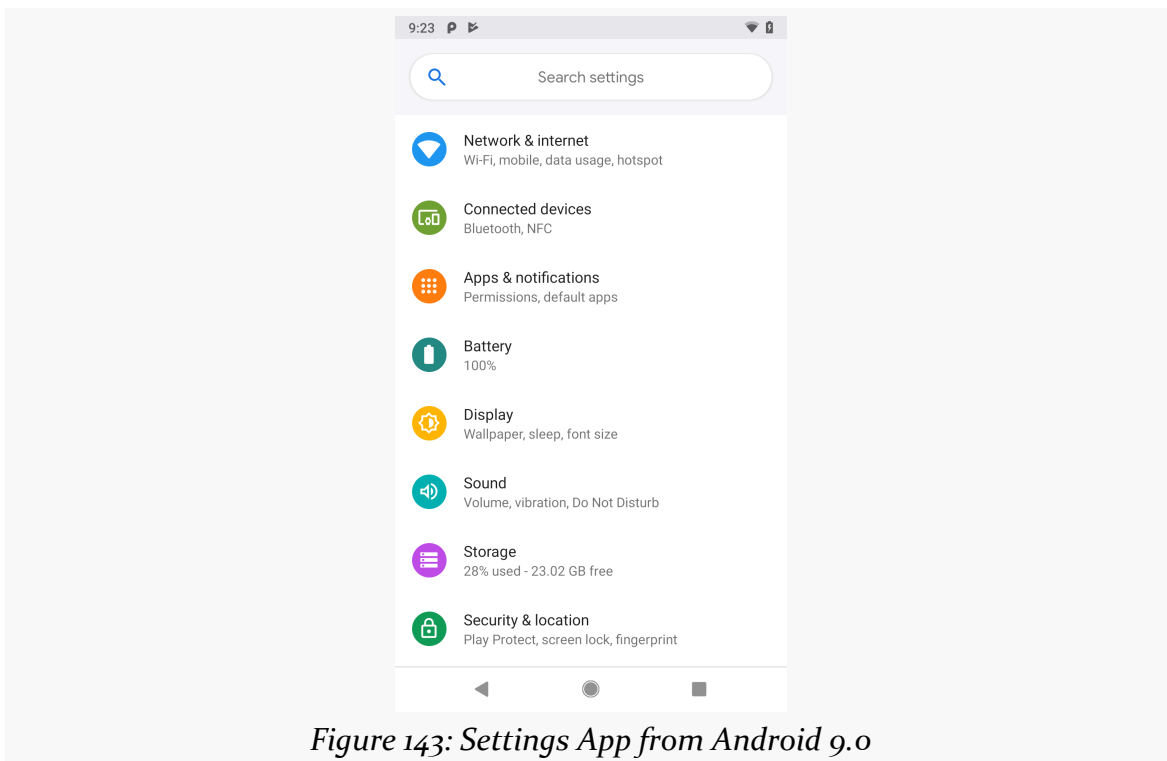 9:23
Search settings
Network & internet
Wi-Fi, mobile, data usage, hotspot
Connected devices
Bluetooth, NFC
Apps & notifications
Permissions, default apps
Battery
100%
Display
Wallpaper, sleep, font size
Sound
Volume, vibration, Do Not Disturb
Storage
28% used - 23.02 GB free
Security & location
Play Protect, screen lock, fingerprint
Figure 143: Settings App from Android 9.0